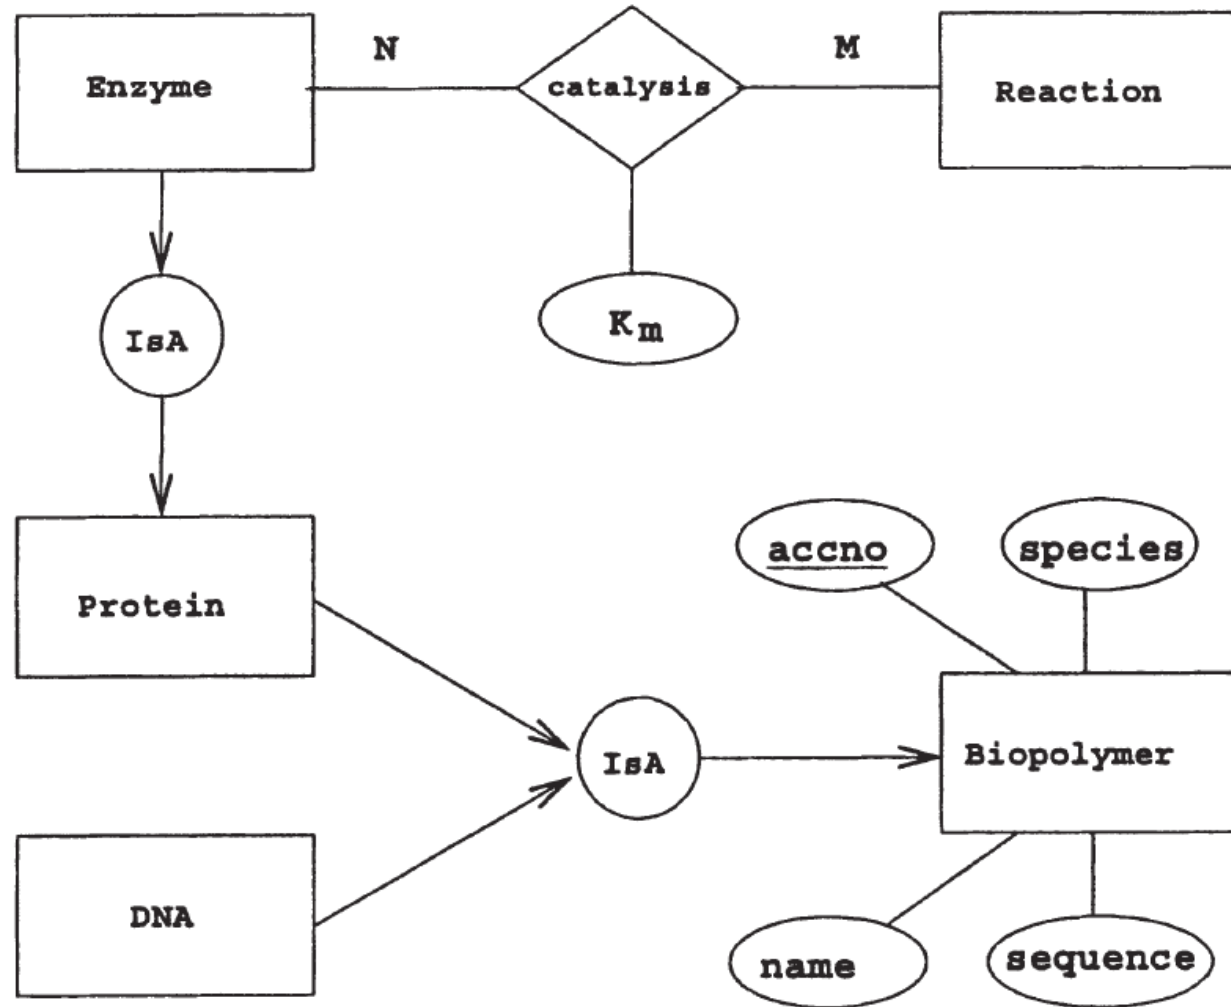 N
M
Enzyme
catalysis
Reaction
Km
IsA
accno
species
Protein
IsA
Biopolymer
DNA
name
sequence